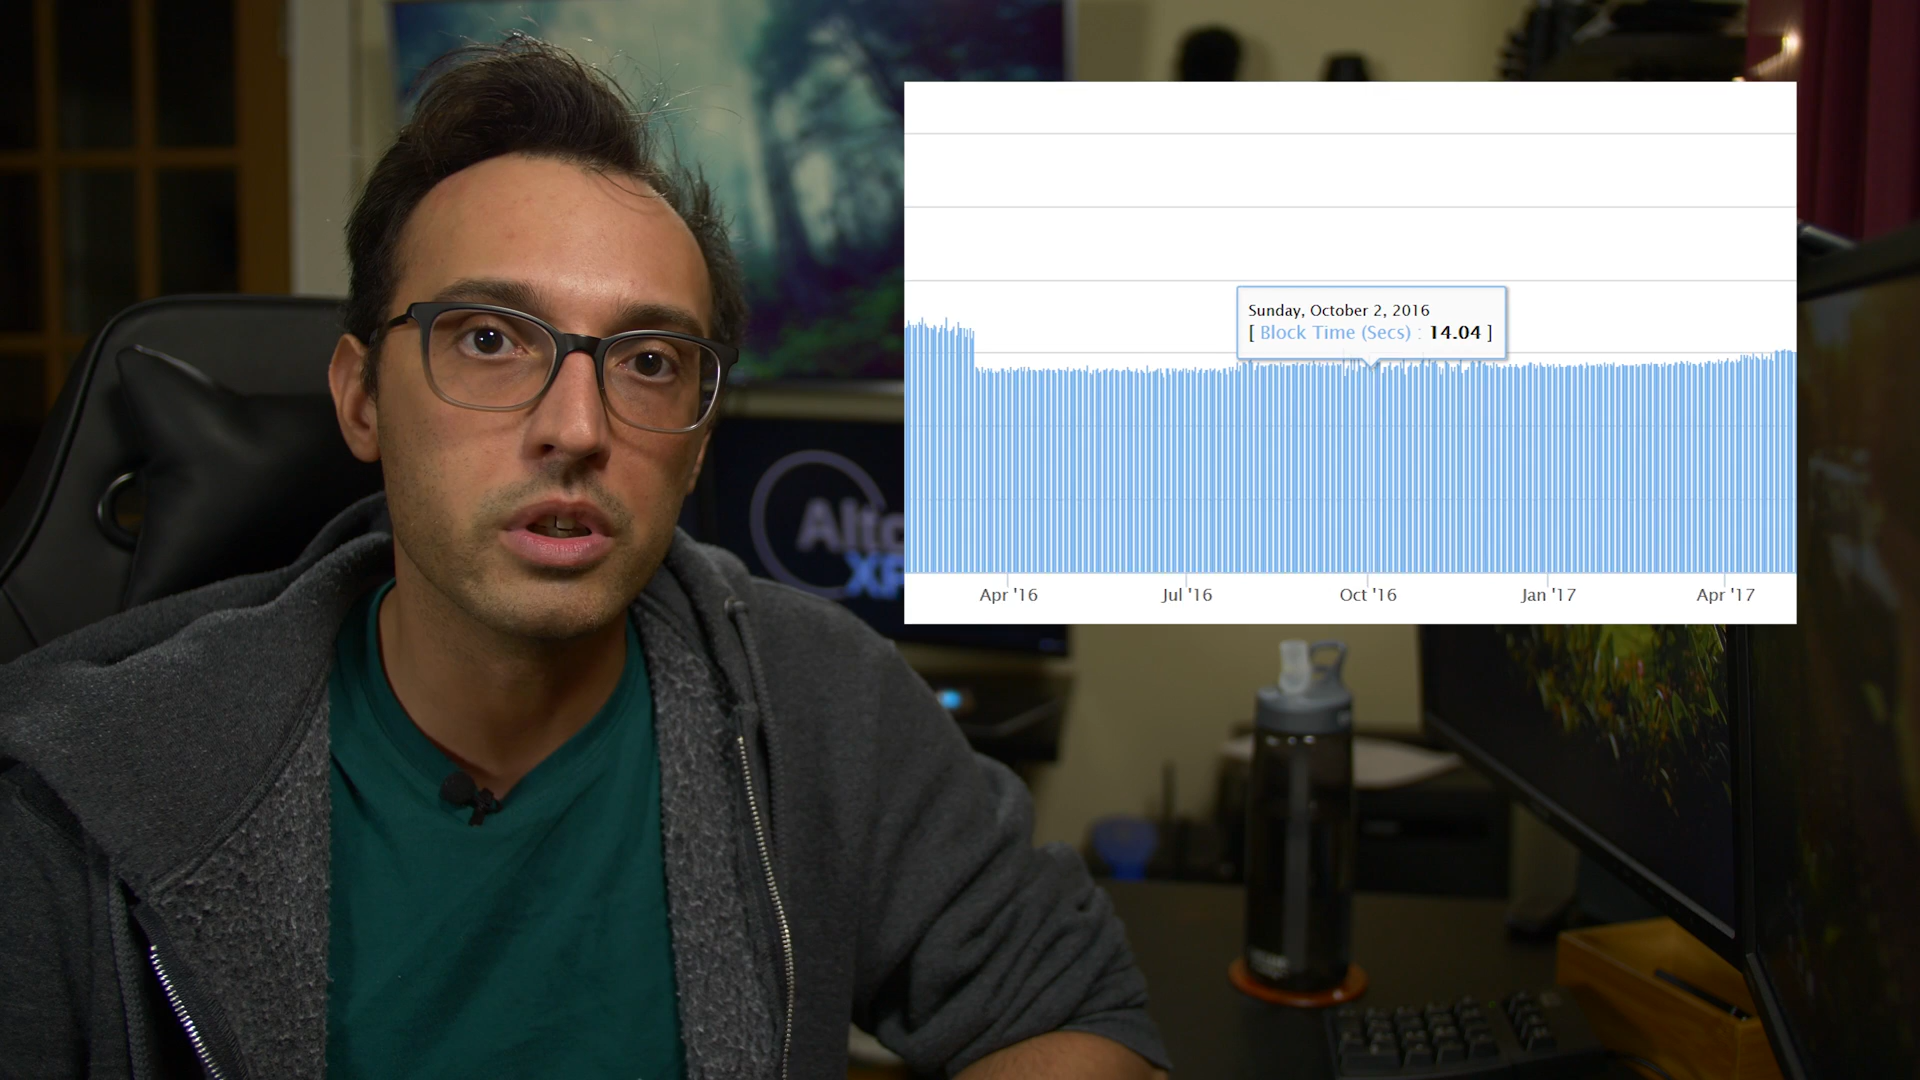 Sunday, October 2, 2016
[ Block Time (Secs) : 14.04 ]
Apr '16 Jul '16 Oct '16 Jan '17 Apr '17